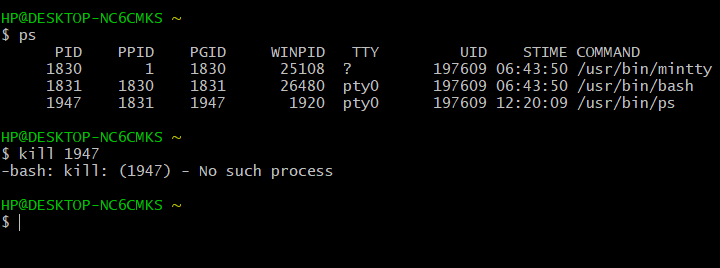 HP@DESKTOP-NC6CMKS ~
$ ps
PID PPID PGID WINPID TTY UID STIME COMMAND
1830 1 1830 25108 ? 197609 06:43:50 /usr/bin/mintty
1831 1830 1831 26480 pty0 197609 06:43:50 /usr/bin/bash
1947 1831 1947 1920 pty0 197609 12:20:09 /usr/bin/ps
HP@DESKTOP-NC6CMKS ~
$ kill 1947
-bash: kill: (1947) - No such process
HP@DESKTOP-NC6CMKS ~
$